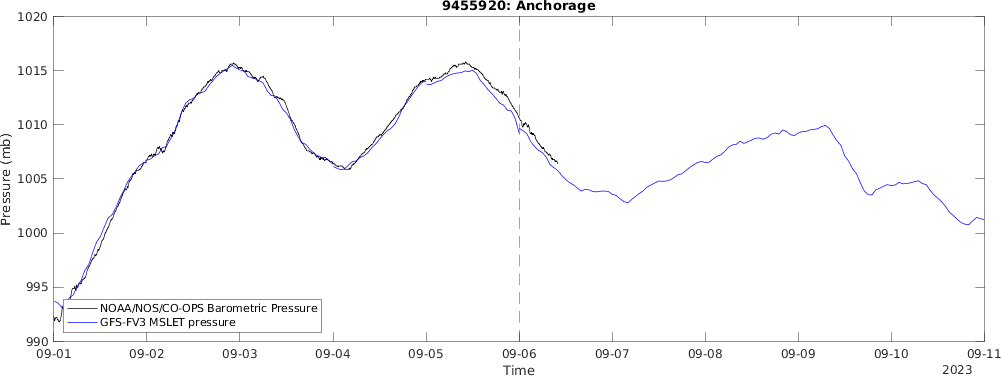 9455920: Anchorage
1020
1015
1010
1005
1000
995
990
Pressure (mb)
NOAA/NOS/CO-OPS Barometric Pressure
GFS-FV3 MSLET pressure
09-01 09-02 09-03 09-04 09-05 09-06 09-07 09-08 09-09 09-10 09-11
Time
2023